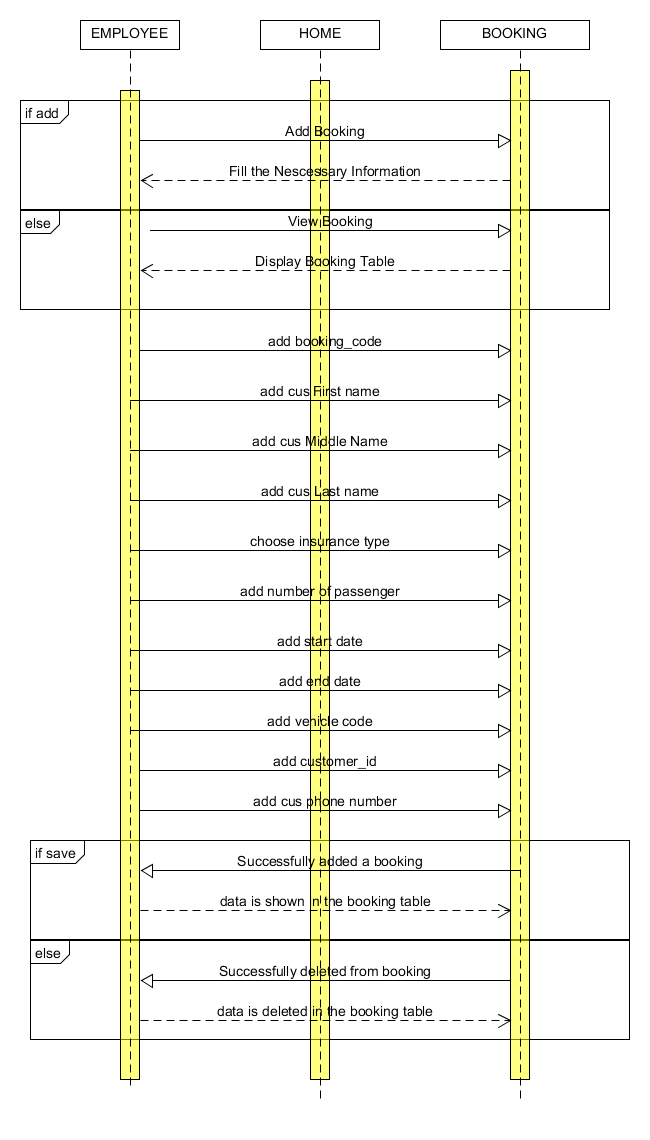 EMPLOYEE
HOME
BOOKING
if add
Add Booking
Fill the Nescessary Information
else
View Booking
Display Booking Table
add booking_code
add cus First name
add cus Middle Name
add cus Last name
choose insurance type
add number of passenger
add start date
add end date
add vehicle code
add customer_id
add cus phone number
if save
Successfully added a booking
data is shown in the booking table
else
Successfully deleted from booking
data is deleted in the booking table